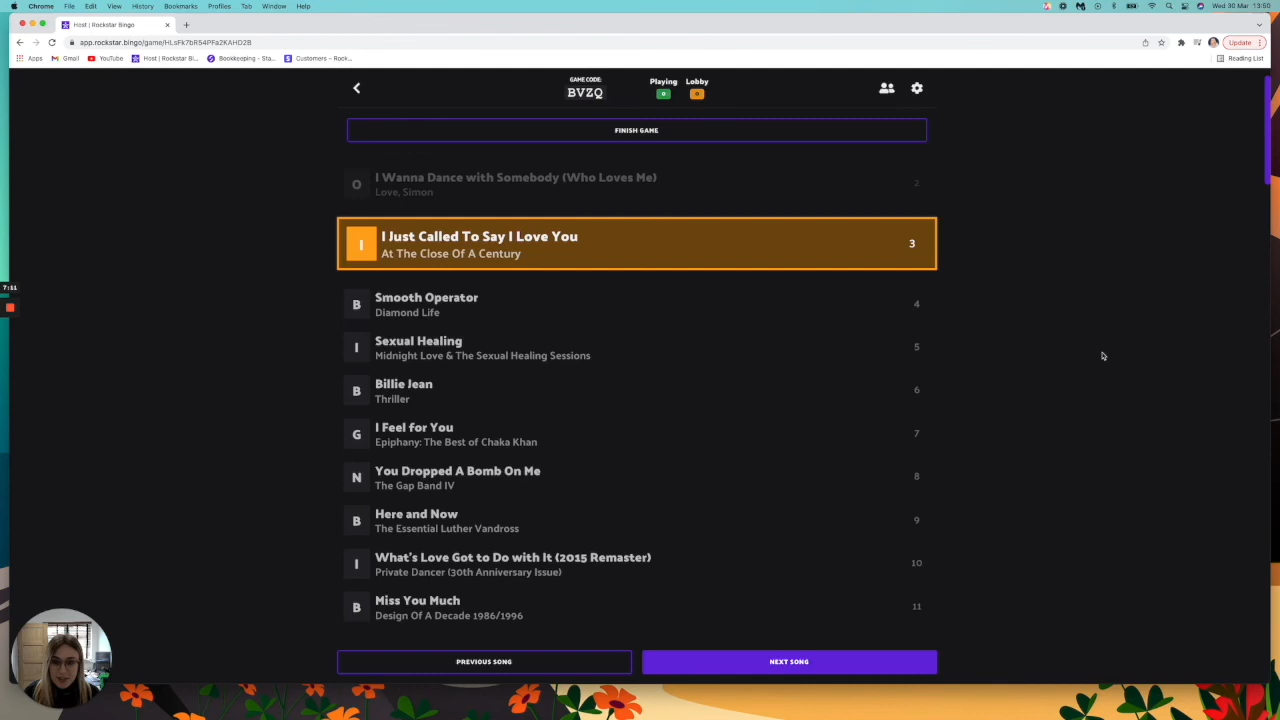 Chrome File Edit View History Bookmarks Profiles Tab Window Help Wed 30 Mar 13:50
Host | Rockstar Bingo
app.rockstar.bingo/game/HLsFk7bR54PFa2KAHD2B Update
Apps Gmail YouTube Host | Rockstar Bi... Bookkeeping - Sta... Customers – Rock... Reading List
GAME CODE:
BVZQ
Playing Lobby
0 0
FINISH GAME
O I Wanna Dance with Somebody (Who Loves Me) 2
Love, Simon
I I Just Called To Say I Love You 3
At The Close Of A Century
B Smooth Operator 4
Diamond Life
I Sexual Healing 5
Midnight Love & The Sexual Healing Sessions
B Billie Jean 6
Thriller
G I Feel for You 7
Epiphany: The Best of Chaka Khan
N You Dropped A Bomb On Me 8
The Gap Band IV
B Here and Now 9
The Essential Luther Vandross
I What's Love Got to Do with It (2015 Remaster) 10
Private Dancer (30th Anniversary Issue)
B Miss You Much 11
Design Of A Decade 1986/1996
PREVIOUS SONG NEXT SONG
7:11